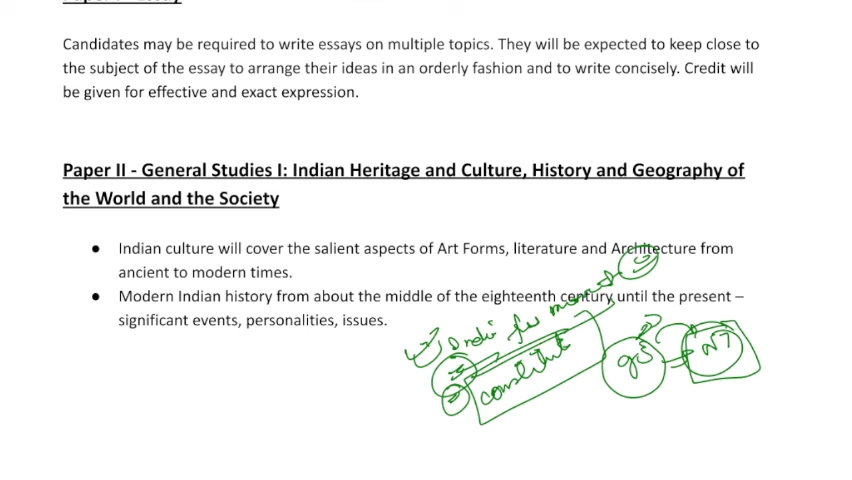 Candidates may be required to write essays on multiple topics. They will be expected to keep close to
the subject of the essay to arrange their ideas in an orderly fashion and to write concisely. Credit will
be given for effective and exact expression.
Paper II - General Studies I: Indian Heritage and Culture, History and Geography of
the World and the Society
● Indian culture will cover the salient aspects of Art Forms, literature and Architecture from
ancient to modern times.
● Modern Indian history from about the middle of the eighteenth century until the present –
significant events, personalities, issues.